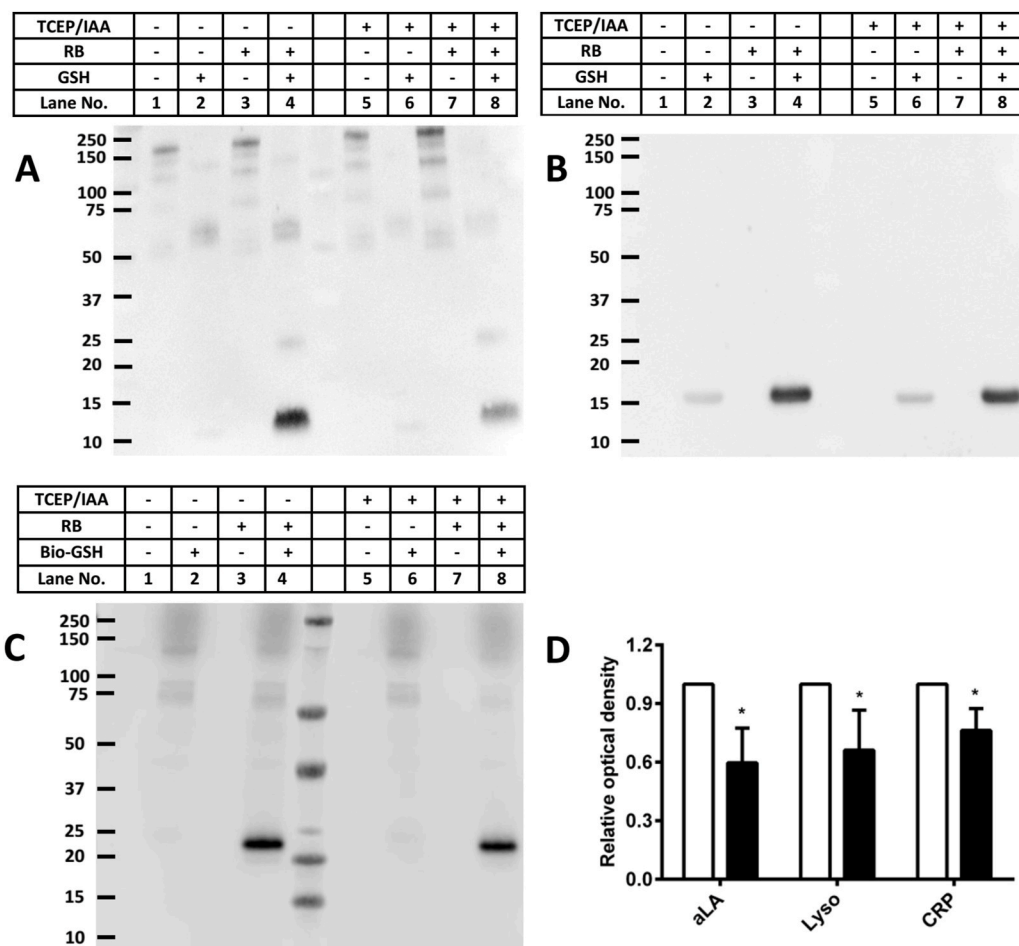 TCEP/IAA - - - - + + + +
RB - - + + - - + +
GSH - + - + - + - +
Lane No. 1 2 3 4 5 6 7 8
A
250
150
100
75
50
37
25
20
15
10
TCEP/IAA - - - - + + + +
RB - - + + - - + +
GSH - + - + - + - +
Lane No. 1 2 3 4 5 6 7 8
B
250
150
100
75
50
37
25
20
15
10
TCEP/IAA - - - - + + + +
RB - - + + - - + +
Bio-GSH - + - + - + - +
Lane No. 1 2 3 4 5 6 7 8
C
250
150
100
75
50
37
25
20
15
10
D
Relative optical density
1.2
0.9
0.6
0.3
0.0
* * *
aLA Lyso CRP